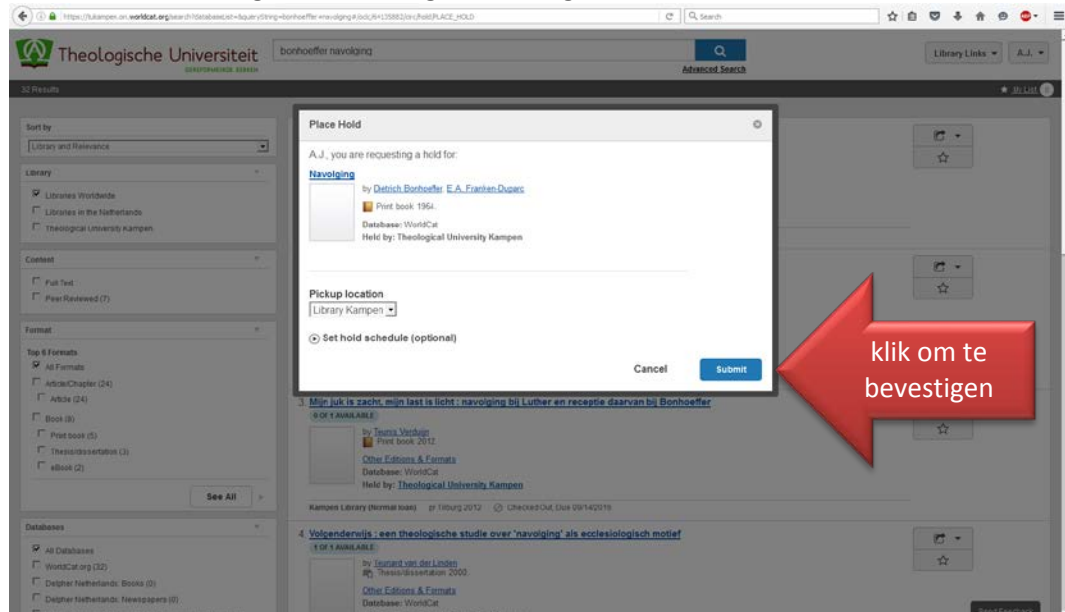 https://tukampen.on.worldcat.org/search?databaseList=&queryString=bonhoeffer+navolging#/oclc/64135882/circ/hold/PLACE_HOLD
Search
Theologische Universiteit
bonhoeffer navolging
Advanced Search
Library Links
A.J.
32 Results
My List 0
Sort by
Library and Relevance
Library
Libraries Worldwide
Libraries in the Netherlands
Theological University Kampen
Content
Full Text
Peer Reviewed (7)
Format
Top 6 Formats
All Formats
Article/Chapter (24)
Article (24)
Book (8)
Print book (5)
Thesis/dissertation (3)
eBook (2)
See All
Databases
All Databases
WorldCat.org (32)
Delpher Netherlands: Books (0)
Delpher Netherlands: Newspapers (0)
Place Hold
A.J., you are requesting a hold for:
Navolging
by Dietrich Bonhoeffer, E.A. Franken-Duparc
Print book 1964.
Database: WorldCat
Held by: Theological University Kampen
Pickup location
Library Kampen
Set hold schedule (optional)
Cancel
Submit
klik om te
bevestigen
3. Mijn juk is zacht, mijn last is licht : navolging bij Luther en receptie daarvan bij Bonhoeffer
0 OF 1 AVAILABLE
by Teunis Verduijn
Print book 2012
Other Editions & Formats
Database: WorldCat
Held by: Theological University Kampen
Kampen Library (Normal loan) pr Tilburg 2012 Checked Out, Due 09/14/2016
4. Volgenderwijs : een theologische studie over 'navolging' als ecclesiologisch motief
1 OF 1 AVAILABLE
by Teunard van der Linden
Thesis/dissertation 2000.
Other Editions & Formats
Database: WorldCat
Send Feedback